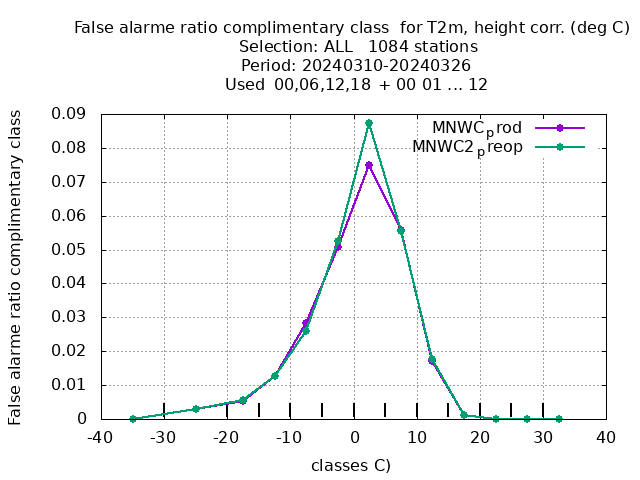 False alarme ratio complimentary class  for T2m, height corr. (deg C)
Selection: ALL   1084 stations
Period: 20240310-20240326
Used  00,06,12,18 + 00 01 ... 12
False alarme ratio complimentary class
0.09
0.08
0.07
0.06
0.05
0.04
0.03
0.02
0.01
0
MNWCprod
MNWC2preop
-40 -30 -20 -10 0 10 20 30 40
classes C)